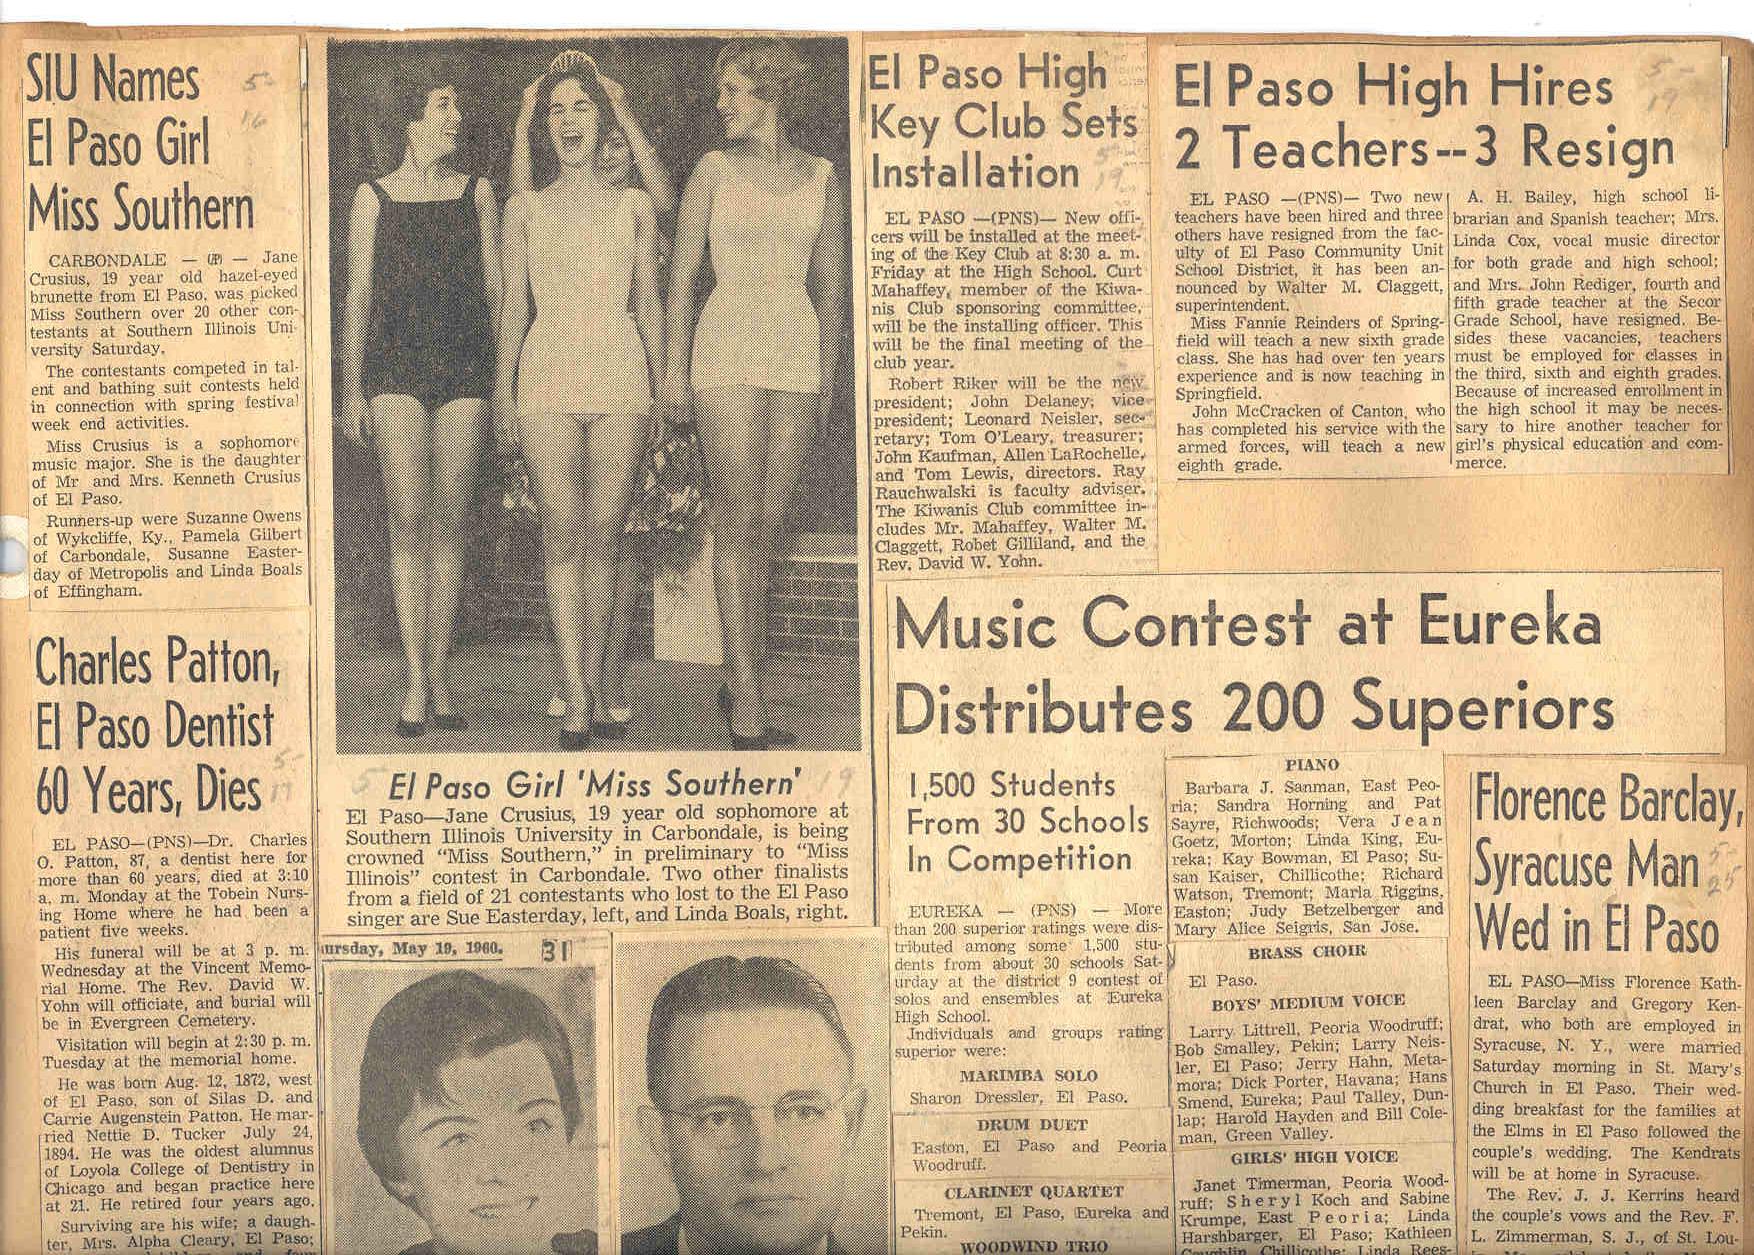 SIU Names
El Paso Girl
Miss Southern
5-
16
CARBONDALE — (AP) — Jane
Crusius, 19 year old hazel-eyed
brunette from El Paso, was picked
Miss Southern over 20 other con-
testants at Southern Illinois Uni-
versity Saturday.
The contestants competed in tal-
ent and bathing suit contests held
in connection with spring festival
week end activities.
Miss Crusius is a sophomore
music major. She is the daughter
of Mr and Mrs. Kenneth Crusius
of El Paso.
Runners-up were Suzanne Owens
of Wykcliffe, Ky., Pamela Gilbert
of Carbondale, Susanne Easter-
day of Metropolis and Linda Boals
of Effingham.
Charles Patton,
El Paso Dentist
60 Years, Dies
5-
17
EL PASO—(PNS)—Dr. Charles
O. Patton, 87, a dentist here for
more than 60 years, died at 3:10
a. m. Monday at the Tobein Nurs-
ing Home where he had been a
patient five weeks.
His funeral will be at 3 p. m.
Wednesday at the Vincent Memo-
rial Home. The Rev. David W.
Yohn will officiate, and burial will
be in Evergreen Cemetery.
Visitation will begin at 2:30 p. m.
Tuesday at the memorial home.
He was born Aug. 12, 1872, west
of El Paso, son of Silas D. and
Carrie Augenstein Patton. He mar-
ried Nettie D. Tucker July 24,
1894. He was the oldest alumnus
of Loyola College of Dentistry in
Chicago and began practice here
at 21. He retired four years ago.
Surviving are his wife; a daugh-
ter, Mrs. Alpha Cleary, El Paso;
5 El Paso Girl 'Miss Southern' 19
El Paso—Jane Crusius, 19 year old sophomore at
Southern Illinois University in Carbondale, is being
crowned "Miss Southern," in preliminary to "Miss
Illinois" contest in Carbondale. Two other finalists
from a field of 21 contestants who lost to the El Paso
singer are Sue Easterday, left, and Linda Boals, right.
ursday, May 19, 1960. 31
El Paso High
Key Club Sets
Installation
5-
19
EL PASO —(PNS)— New offi-
cers will be installed at the meet-
ing of the Key Club at 8:30 a. m.
Friday at the High School. Curt
Mahaffey, member of the Kiwa-
nis Club sponsoring committee,
will be the installing officer. This
will be the final meeting of the
club year.
Robert Riker will be the new
president; John Delaney, vice
president; Leonard Neisler, sec-
retary; Tom O'Leary, treasurer;
John Kaufman, Allen LaRochelle,
and Tom Lewis, directors. Ray
Rauchwalski is faculty adviser.
The Kiwanis Club committee in-
cludes Mr. Mahaffey, Walter M.
Claggett, Robet Gilliland, and the
Rev. David W. Yohn.
El Paso High Hires
2 Teachers--3 Resign
5-
19
EL PASO —(PNS)— Two new
teachers have been hired and three
others have resigned from the fac-
ulty of El Paso Community Unit
School District, it has been an-
nounced by Walter M. Claggett,
superintendent.
Miss Fannie Reinders of Spring-
field will teach a new sixth grade
class. She has had over ten years
experience and is now teaching in
Springfield.
John McCracken of Canton, who
has completed his service with the
armed forces, will teach a new
eighth grade.
A. H. Bailey, high school li-
brarian and Spanish teacher; Mrs.
Linda Cox, vocal music director
for both grade and high school;
and Mrs. John Rediger, fourth and
fifth grade teacher at the Secor
Grade School, have resigned. Be-
sides these vacancies, teachers
must be employed for classes in
the third, sixth and eighth grades.
Because of increased enrollment in
the high school it may be neces-
sary to hire another teacher for
girl's physical education and com-
merce.
Music Contest at Eureka
Distributes 200 Superiors
1,500 Students
From 30 Schools
In Competition
EUREKA — (PNS) — More
than 200 superior ratings were dis-
tributed among some 1,500 stu-
dents from about 30 schools Sat-
urday at the district 9 contest of
solos and ensembles at Eureka
High School.
Individuals and groups rating
superior were:
MARIMBA SOLO
Sharon Dressler, El Paso.
DRUM DUET
Easton, El Paso and Peoria
Woodruff.
CLARINET QUARTET
Tremont, El Paso, Eureka and
Pekin.
WOODWIND TRIO
PIANO
Barbara J. Sanman, East Peo-
ria; Sandra Horning and Pat
Sayre, Richwoods; Vera Jean
Goetz, Morton; Linda King, Eu-
reka; Kay Bowman, El Paso; Su-
san Kaiser, Chillicothe; Richard
Watson, Tremont; Marla Riggins,
Easton; Judy Betzelberger and
Mary Alice Seigris, San Jose.
BRASS CHOIR
El Paso.
BOYS' MEDIUM VOICE
Larry Littrell, Peoria Woodruff;
Bob Smalley, Pekin; Larry Neis-
ler, El Paso; Jerry Hahn, Meta-
mora; Dick Porter, Havana; Hans
Smend, Eureka; Paul Talley, Dun-
lap; Harold Hayden and Bill Cole-
man, Green Valley.
GIRLS' HIGH VOICE
Janet Timerman, Peoria Wood-
ruff; Sheryl Koch and Sabine
Krumpe, East Peoria; Linda
Harshbarger, El Paso; Kathleen
Coughlin, Chillicothe; Linda Rees-
Florence Barclay,
Syracuse Man
Wed in El Paso
5-
25
EL PASO—Miss Florence Kath-
leen Barclay and Gregory Ken-
drat, who both are employed in
Syracuse, N. Y., were married
Saturday morning in St. Mary's
Church in El Paso. Their wed-
ding breakfast for the families at
the Elms in El Paso followed the
couple's wedding. The Kendrats
will be at home in Syracuse.
The Rev. J. J. Kerrins heard
the couple's vows and the Rev. F.
L. Zimmerman, S. J., of St. Lou-